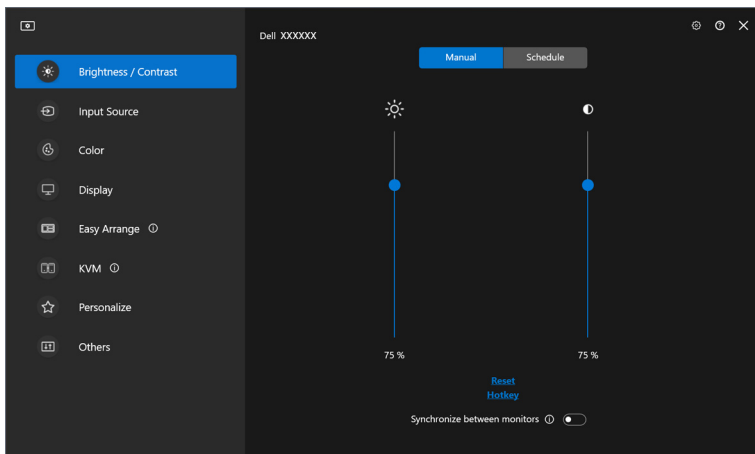 Dell XXXXXX
Brightness / Contrast
Input Source
Color
Display
Easy Arrange
KVM
Personalize
Others
Manual
Schedule
75 %
75 %
Reset
Hotkey
Synchronize between monitors